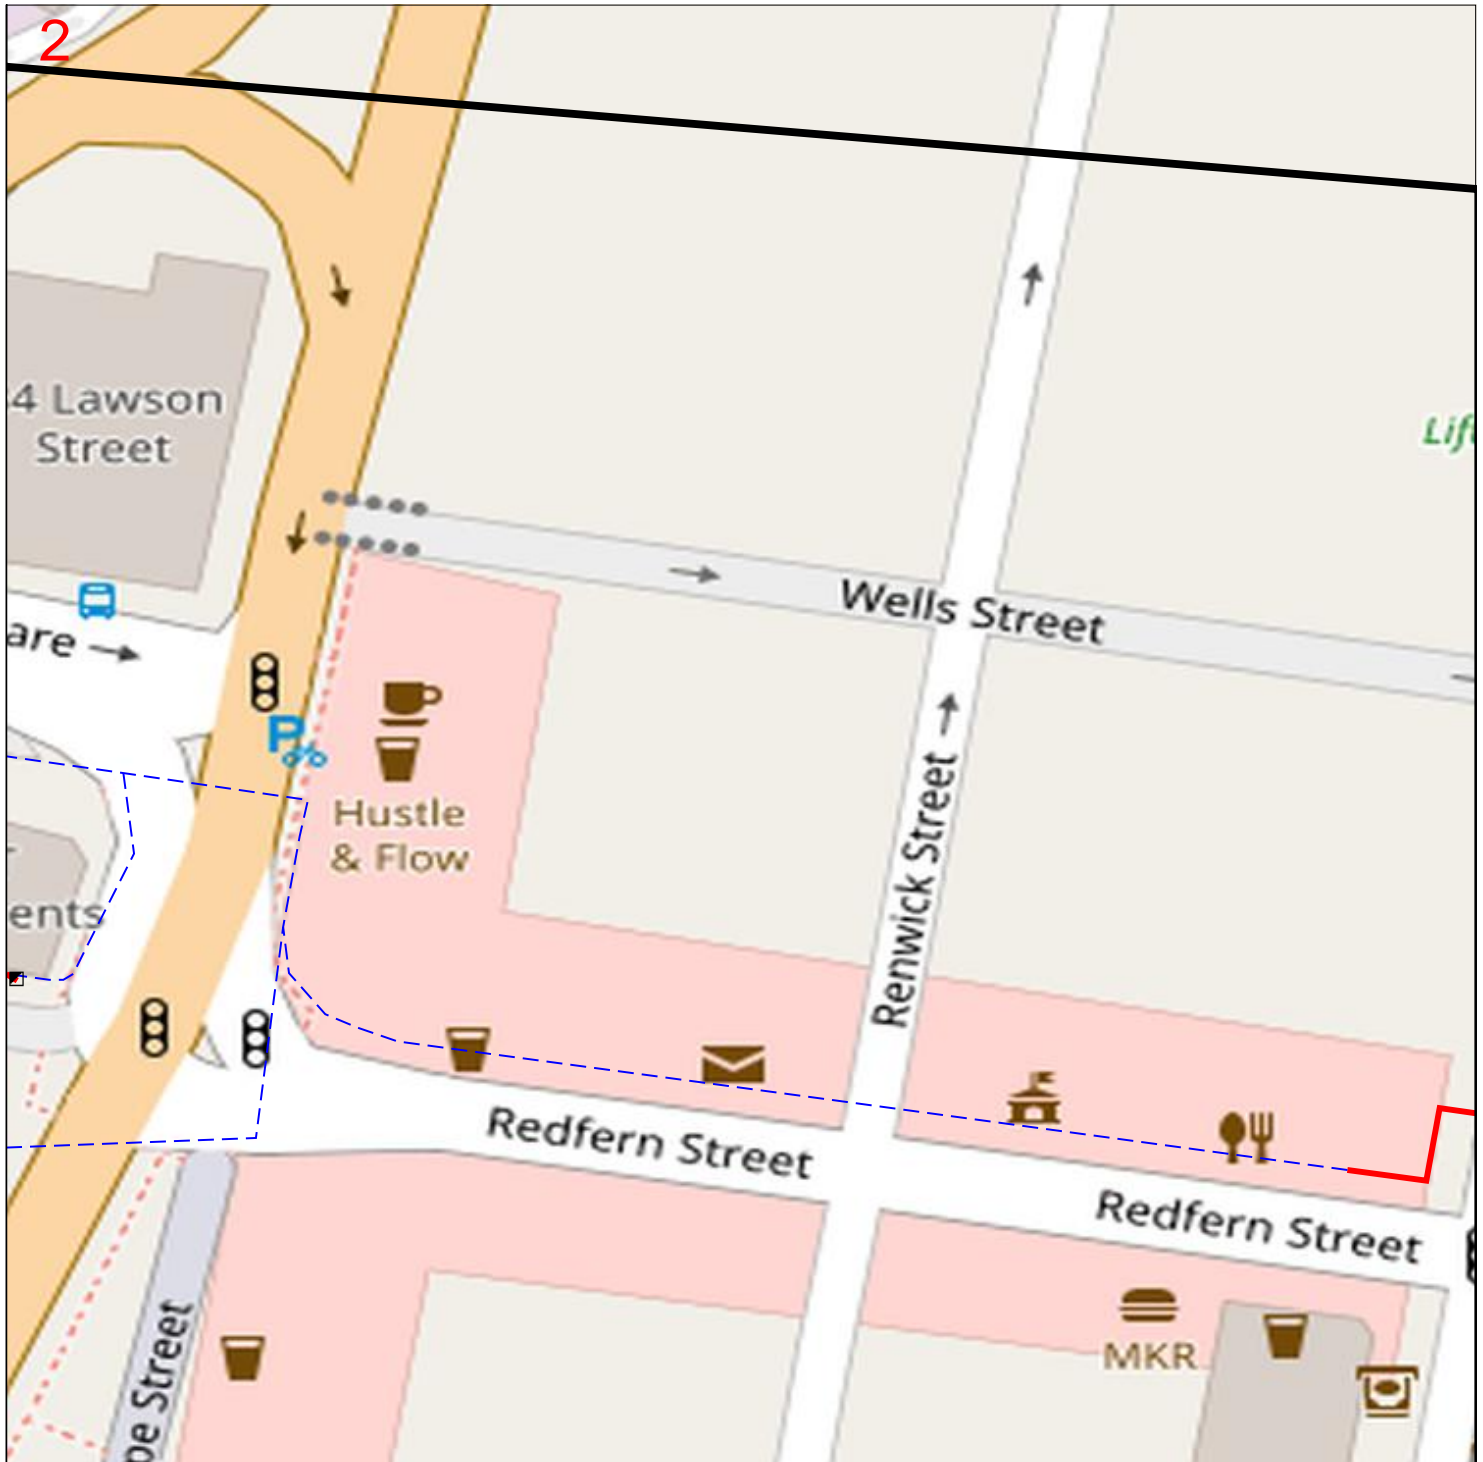 2
4 Lawson
Street
Lif
Wells Street
are
P
Hustle
& Flow
Renwick Street
ents
Redfern Street
Redfern Street
MKR
pe Street